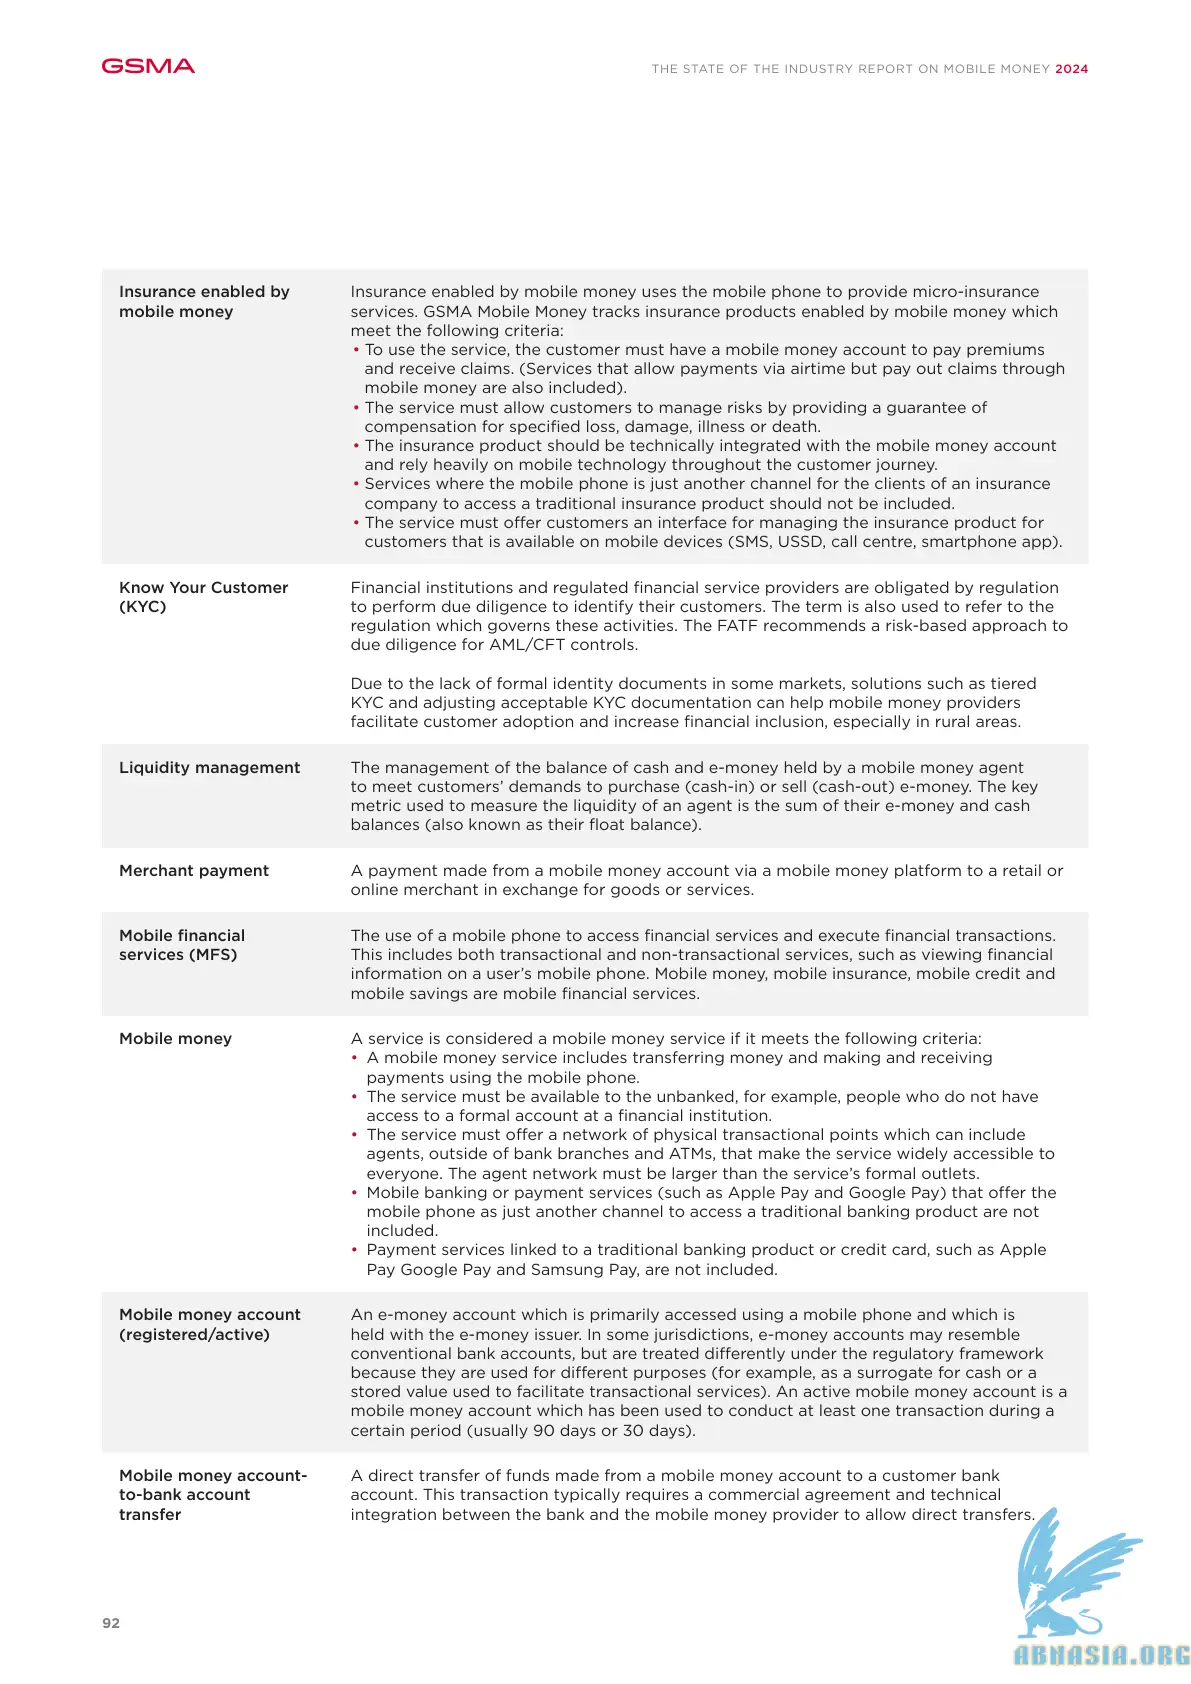 GSMA
THE STATE OF THE INDUSTRY REPORT ON MOBILE MONEY 2024
Insurance enabled by
mobile money
Insurance enabled by mobile money uses the mobile phone to provide micro-insurance
services. GSMA Mobile Money tracks insurance products enabled by mobile money which
meet the following criteria:
• To use the service, the customer must have a mobile money account to pay premiums
and receive claims. (Services that allow payments via airtime but pay out claims through
mobile money are also included).
• The service must allow customers to manage risks by providing a guarantee of
compensation for specified loss, damage, illness or death.
• The insurance product should be technically integrated with the mobile money account
and rely heavily on mobile technology throughout the customer journey.
• Services where the mobile phone is just another channel for the clients of an insurance
company to access a traditional insurance product should not be included.
• The service must offer customers an interface for managing the insurance product for
customers that is available on mobile devices (SMS, USSD, call centre, smartphone app).
Know Your Customer
(KYC)
Financial institutions and regulated financial service providers are obligated by regulation
to perform due diligence to identify their customers. The term is also used to refer to the
regulation which governs these activities. The FATF recommends a risk-based approach to
due diligence for AML/CFT controls.
Due to the lack of formal identity documents in some markets, solutions such as tiered
KYC and adjusting acceptable KYC documentation can help mobile money providers
facilitate customer adoption and increase financial inclusion, especially in rural areas.
Liquidity management
The management of the balance of cash and e-money held by a mobile money agent
to meet customers’ demands to purchase (cash-in) or sell (cash-out) e-money. The key
metric used to measure the liquidity of an agent is the sum of their e-money and cash
balances (also known as their float balance).
Merchant payment
A payment made from a mobile money account via a mobile money platform to a retail or
online merchant in exchange for goods or services.
Mobile financial
services (MFS)
The use of a mobile phone to access financial services and execute financial transactions.
This includes both transactional and non-transactional services, such as viewing financial
information on a user’s mobile phone. Mobile money, mobile insurance, mobile credit and
mobile savings are mobile financial services.
Mobile money
A service is considered a mobile money service if it meets the following criteria:
• A mobile money service includes transferring money and making and receiving
payments using the mobile phone.
• The service must be available to the unbanked, for example, people who do not have
access to a formal account at a financial institution.
• The service must offer a network of physical transactional points which can include
agents, outside of bank branches and ATMs, that make the service widely accessible to
everyone. The agent network must be larger than the service’s formal outlets.
• Mobile banking or payment services (such as Apple Pay and Google Pay) that offer the
mobile phone as just another channel to access a traditional banking product are not
included.
• Payment services linked to a traditional banking product or credit card, such as Apple
Pay Google Pay and Samsung Pay, are not included.
Mobile money account
(registered/active)
An e-money account which is primarily accessed using a mobile phone and which is
held with the e-money issuer. In some jurisdictions, e-money accounts may resemble
conventional bank accounts, but are treated differently under the regulatory framework
because they are used for different purposes (for example, as a surrogate for cash or a
stored value used to facilitate transactional services). An active mobile money account is a
mobile money account which has been used to conduct at least one transaction during a
certain period (usually 90 days or 30 days).
Mobile money account-
to-bank account
transfer
A direct transfer of funds made from a mobile money account to a customer bank
account. This transaction typically requires a commercial agreement and technical
integration between the bank and the mobile money provider to allow direct transfers.
92
ABNASIA.ORG